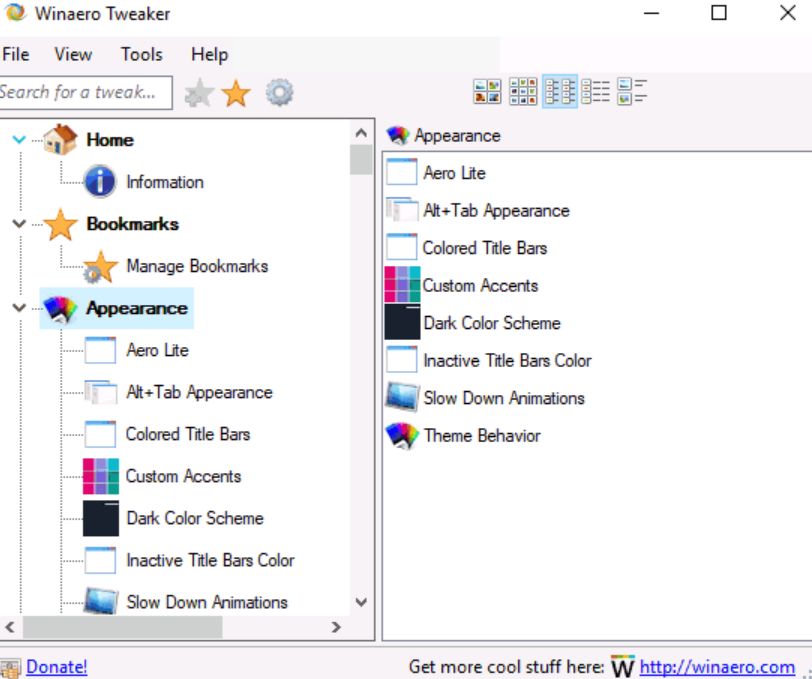 Winaero Tweaker
File View Tools Help
Search for a tweak...
Home
Information
Bookmarks
Manage Bookmarks
Appearance
Aero Lite
Alt+Tab Appearance
Colored Title Bars
Custom Accents
Dark Color Scheme
Inactive Title Bars Color
Slow Down Animations
Appearance
Aero Lite
Alt+Tab Appearance
Colored Title Bars
Custom Accents
Dark Color Scheme
Inactive Title Bars Color
Slow Down Animations
Theme Behavior
Donate!
Get more cool stuff here: W http://winaero.com